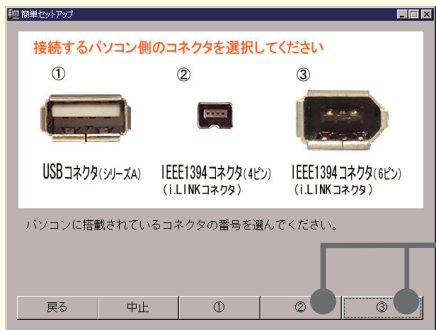 簡単セットアップ
接続するパソコン側のコネクタを選択してください
① ② ③
USBコネクタ(シリーズA) IEEE1394コネクタ(4ピン) IEEE1394コネクタ(6ピン)
(i.LINKコネクタ) (i.LINKコネクタ)
パソコンに搭載されているコネクタの番号を選んでください。
戻る 中止 ① ② ③